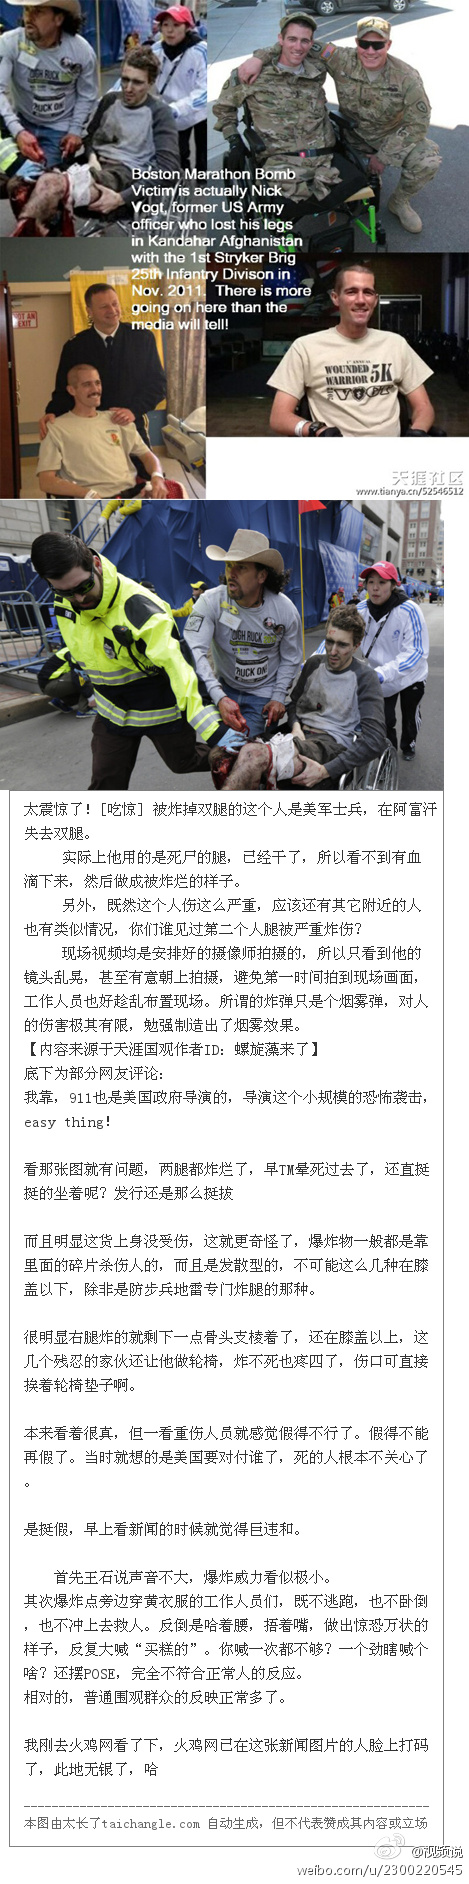 Boston Marathon Bomb
Victim is actually Nick
Vogt, former US Army
officer who lost his legs
in Kandahar Afghanistan
with the 1st Stryker Brig
25th Infantry Divison in
Nov. 2011.  There is more
going on here than the
media will tell!
NOT AN
EXIT
1st ANNUAL
WOUNDED
WARRIOR 5K
天涯社区
www.tianya.cn/52546512
太震惊了！[吃惊] 被炸掉双腿的这个人是美军士兵，在阿富汗
失去双腿。
实际上他用的是死尸的腿，已经干了，所以看不到有血
滴下来，然后做成被炸烂的样子。
另外，既然这个人伤这么严重，应该还有其它附近的人
也有类似情况，你们谁见过第二个人腿被严重炸伤？
现场视频均是安排好的摄像师拍摄的，所以只看到他的
镜头乱晃，甚至有意朝上拍摄，避免第一时间拍到现场画面，
工作人员也好趁乱布置现场。所谓的炸弹只是个烟雾弹，对人
的伤害极其有限，勉强制造出了烟雾效果。
【内容来源于天涯国观作者ID：螺旋藻来了】
底下为部分网友评论：
我靠，911也是美国政府导演的，导演这个小规模的恐怖袭击，
easy thing！
看那张图就有问题，两腿都炸烂了，早TM晕死过去了，还直挺
挺的坐着呢？发行还是那么挺拔
而且明显这货上身没受伤，这就更奇怪了，爆炸物一般都是靠
里面的碎片杀伤人的，而且是发散型的，不可能这么几种在膝
盖以下，除非是防步兵地雷专门炸腿的那种。
很明显右腿炸的就剩下一点骨头支棱着了，还在膝盖以上，这
几个残忍的家伙还让他做轮椅，炸不死也疼四了，伤口可直接
挨着轮椅垫子啊。
本来看着很真，但一看重伤人员就感觉假得不行了。假得不能
再假了。当时就想的是美国要对付谁了，死的人根本不关心了
。
是挺假，早上看新闻的时候就觉得巨违和。
首先王石说声音不大，爆炸威力看似极小。
其次爆炸点旁边穿黄衣服的工作人员们，既不逃跑，也不卧倒
，也不冲上去救人。反倒是哈着腰，捂着嘴，做出惊恐万状的
样子，反复大喊“买糕的”。你喊一次都不够？一个劲瞎喊个
啥？还摆POSE，完全不符合正常人的反应。
相对的，普通围观群众的反映正常多了。
我刚去火鸡网看了下，火鸡网已在这张新闻图片的人脸上打码
了，此地无银了，哈
本图由太长了taichangle.com 自动生成，但不代表赞成其内容或立场
@视频说
weibo.com/u/2300220545